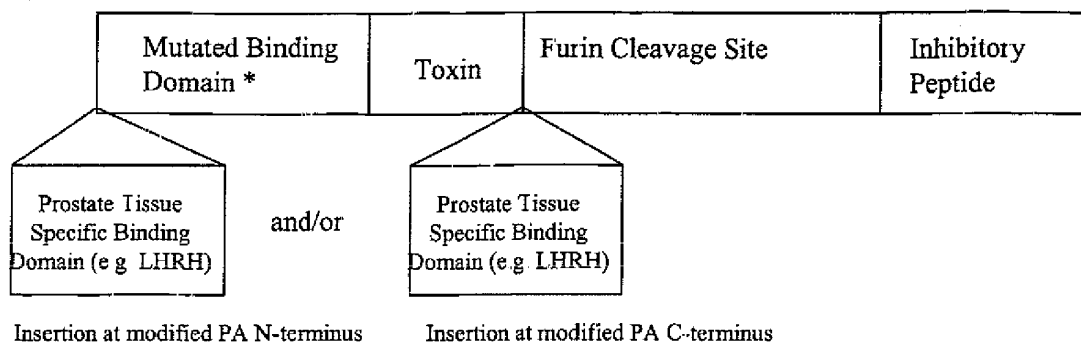 Mutated Binding
Domain *
Toxin
Furin Cleavage Site
Inhibitory
Peptide
Prostate Tissue
Specific Binding
Domain (e g LHRH)
and/or
Prostate Tissue
Specific Binding
Domain (e.g. LHRH)
Insertion at modified PA N-terminus
Insertion at modified PA C-terminus